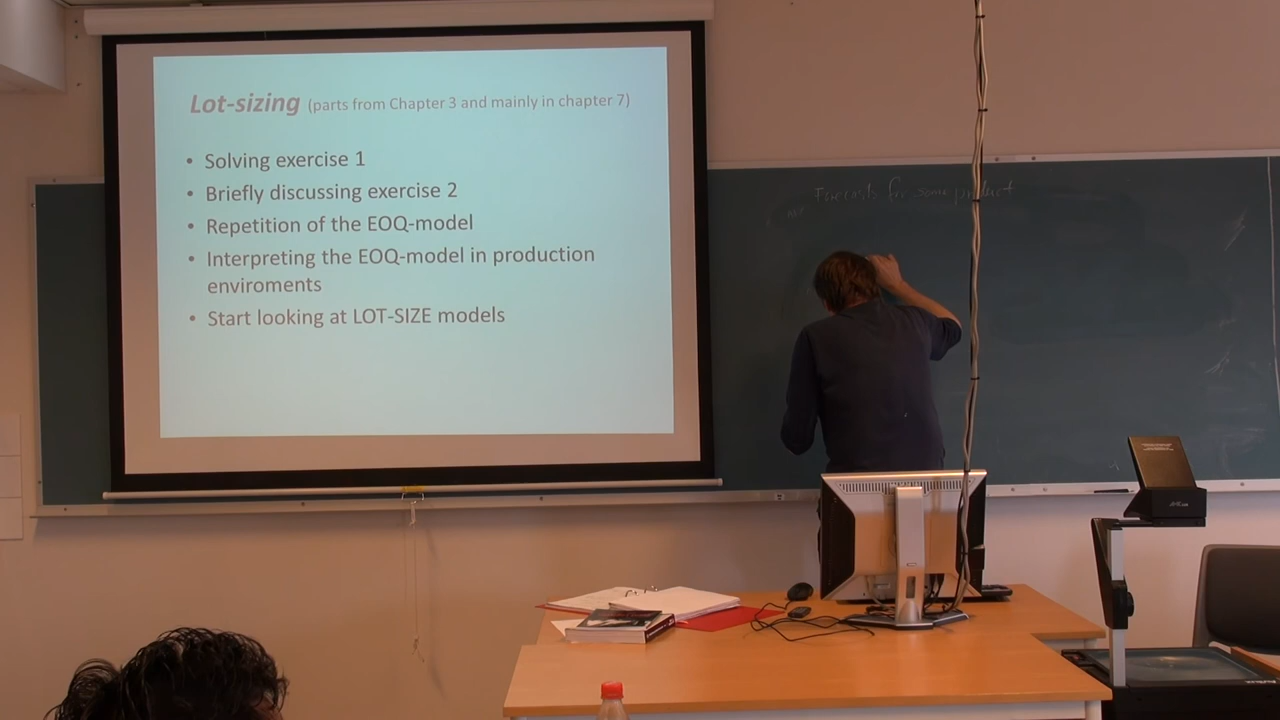 Lot-sizing (parts from Chapter 3 and mainly in chapter 7)
• Solving exercise 1
• Briefly discussing exercise 2
• Repetition of the EOQ-model
• Interpreting the EOQ-model in production
enviroments
• Start looking at LOT-SIZE models
Forecasts for some product